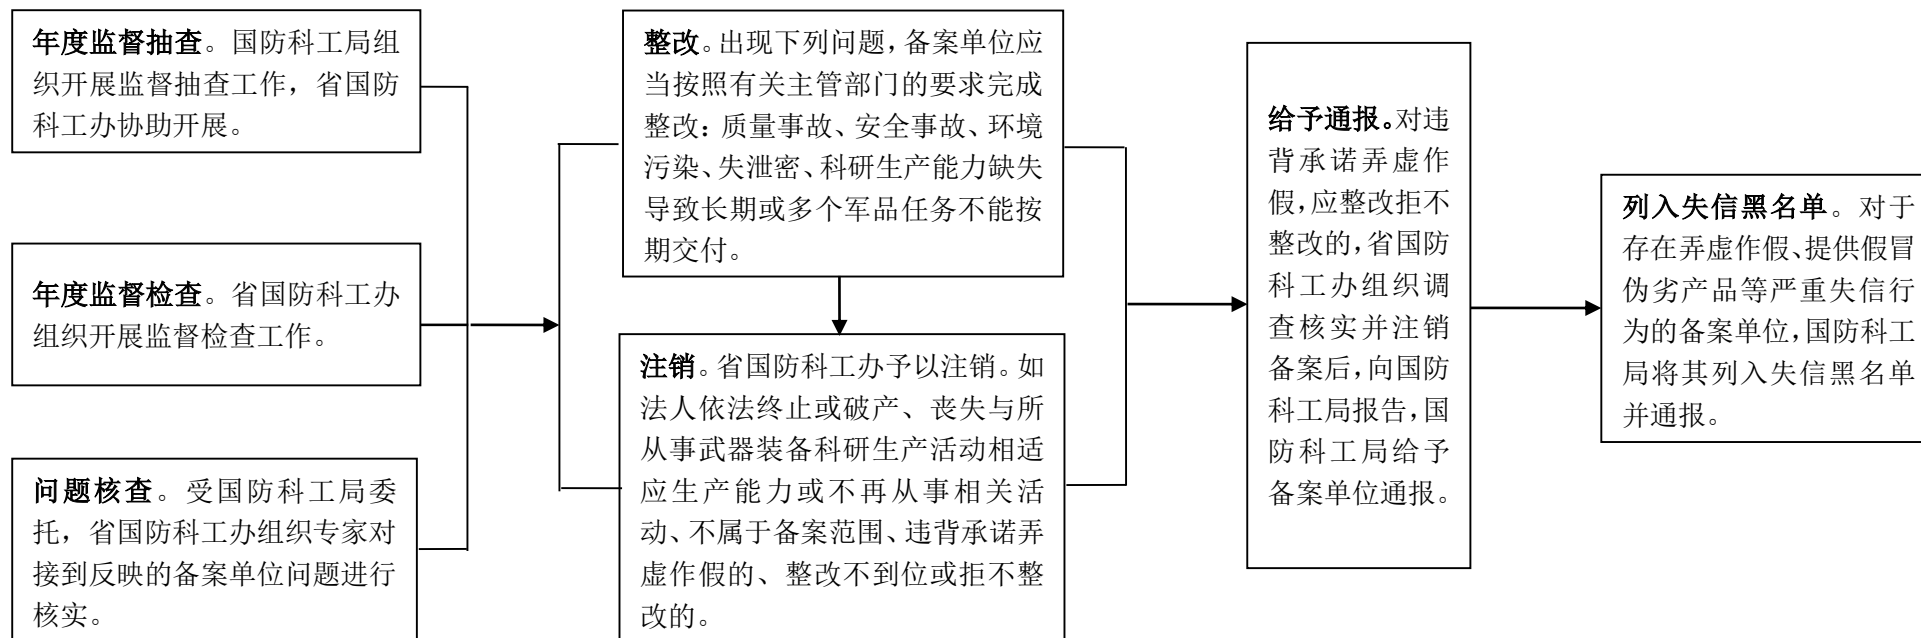 年度监督抽查。国防科工局组
织开展监督抽查工作，省国防
科工办协助开展。
年度监督检查。省国防科工办
组织开展监督检查工作。
问题核查。受国防科工局委
托，省国防科工办组织专家对
接到反映的备案单位问题进行
核实。
整改。出现下列问题，备案单位应
当按照有关主管部门的要求完成
整改：质量事故、安全事故、环境
污染、失泄密、科研生产能力缺失
导致长期或多个军品任务不能按
期交付。
注销。省国防科工办予以注销。如
法人依法终止或破产、丧失与所
从事武器装备科研生产活动相适
应生产能力或不再从事相关活
动、不属于备案范围、违背承诺弄
虚作假的、整改不到位或拒不整
改的。
给予通报。对违
背承诺弄虚作
假，应整改拒不
整改的，省国防
科工办组织调
查核实并注销
备案后，向国防
科工局报告，国
防科工局给予
备案单位通报。
列入失信黑名单。对于
存在弄虚作假、提供假冒
伪劣产品等严重失信行
为的备案单位，国防科工
局将其列入失信黑名单
并通报。